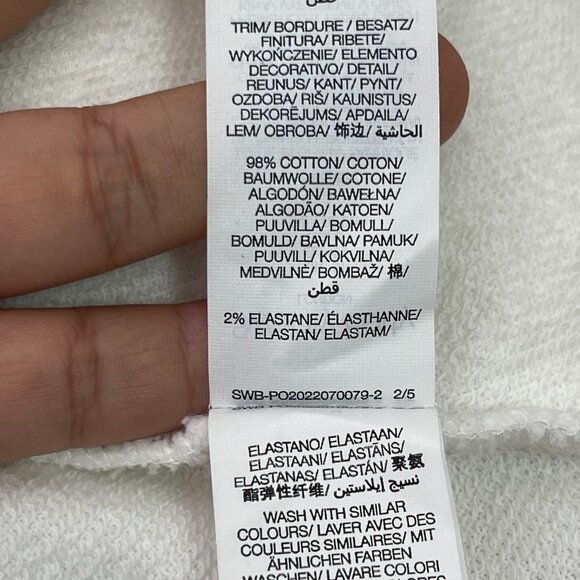 قطن
TRIM/ BORDURE / BESATZ/
FINITURA/ RIBETE/
WYKOŃCZENIE/ ELEMENTO
DECORATIVO/ DETAIL/
REUNUS/ KANT/ PYNT/
OZDOBA/ RIŠ/ KAUNISTUS/
DEKORĒJUMS/ APDAILA/
LEM/ OBROBA/ 饰边/ الحاشية/
98% COTTON/ COTON/
BAUMWOLLE/ COTONE/
ALGODÓN/ BAWEŁNA/
ALGODÃO/ KATOEN/
PUUVILLA/ BOMULL/
BOMULD/ BAVLNA/ PAMUK/
PUUVILL/ KOKVILNA/
MEDVILNĖ/ BOMBAŽ/ 棉/
قطن
2% ELASTANE/ ÉLASTHANNE/
ELASTAN/ ELASTAM/
SWB-PO2022070079-2 2/5
ELASTANO/ ELASTAAN/
ELASTAANI/ ELASTĀNS/
ELASTANAS/ ELASTÁN/ 聚氨
酯弹性纤维/ نسيج إيلاستين/
WASH WITH SIMILAR
COLOURS/ LAVER AVEC DES
COULEURS SIMILAIRES/ MIT
ÄHNLICHEN FARBEN
WASCHEN/ LAVARE COLORI